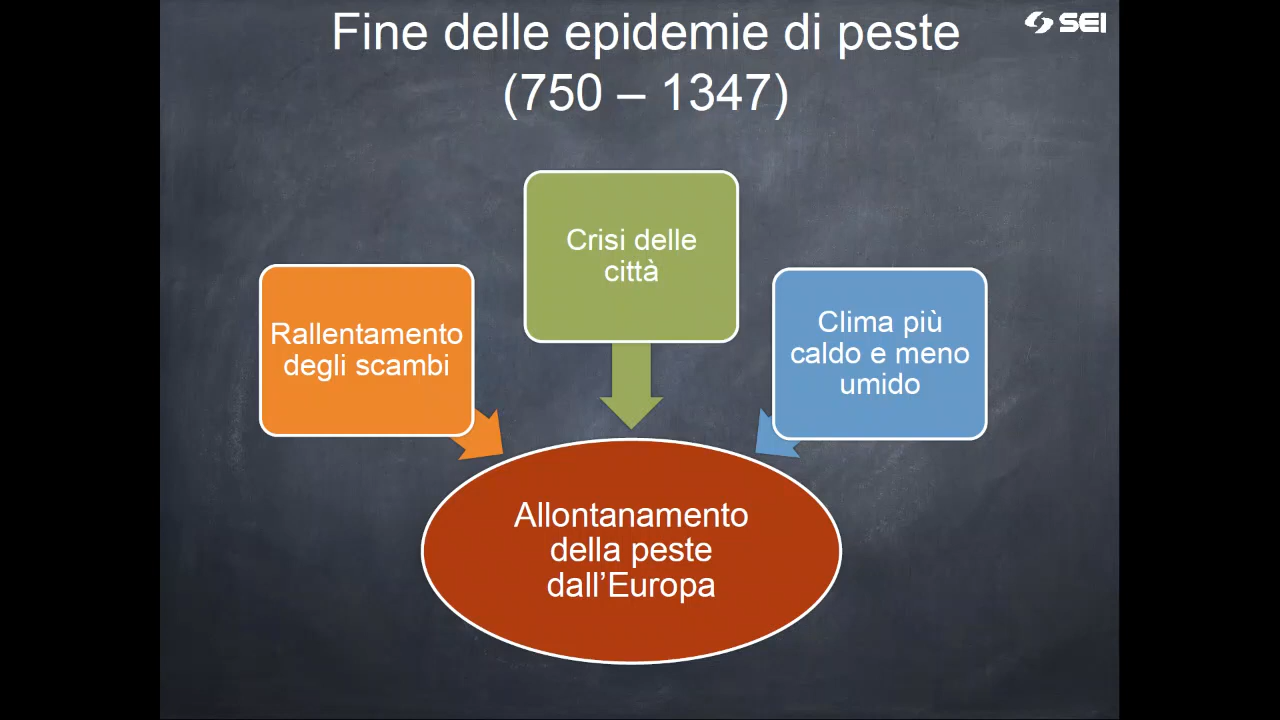 Fine delle epidemie di peste
(750 – 1347)
SEI
Crisi delle
città
Rallentamento
degli scambi
Clima più
caldo e meno
umido
Allontanamento
della peste
dall’Europa